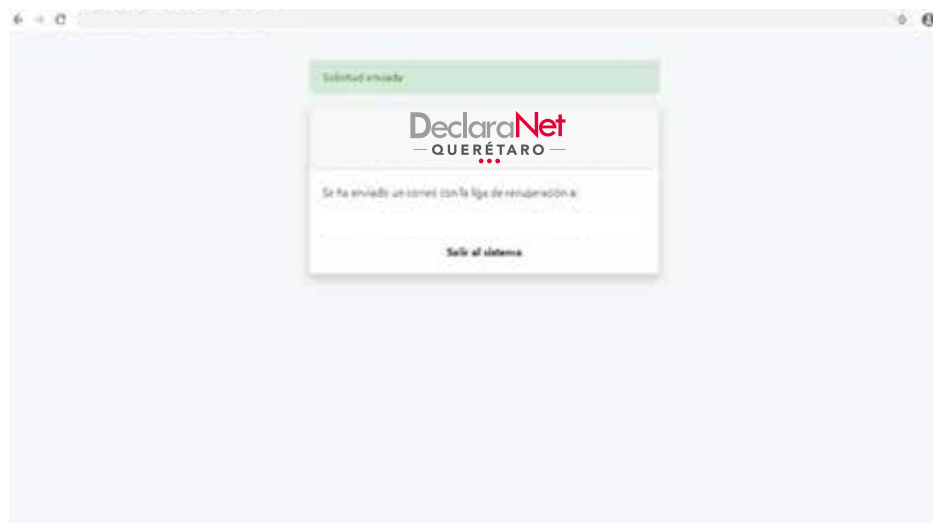 Solicitud enviada
DeclaraNet
QUERÉTARO
Se ha enviado un correo con la liga de recuperación a:
Salir al sistema